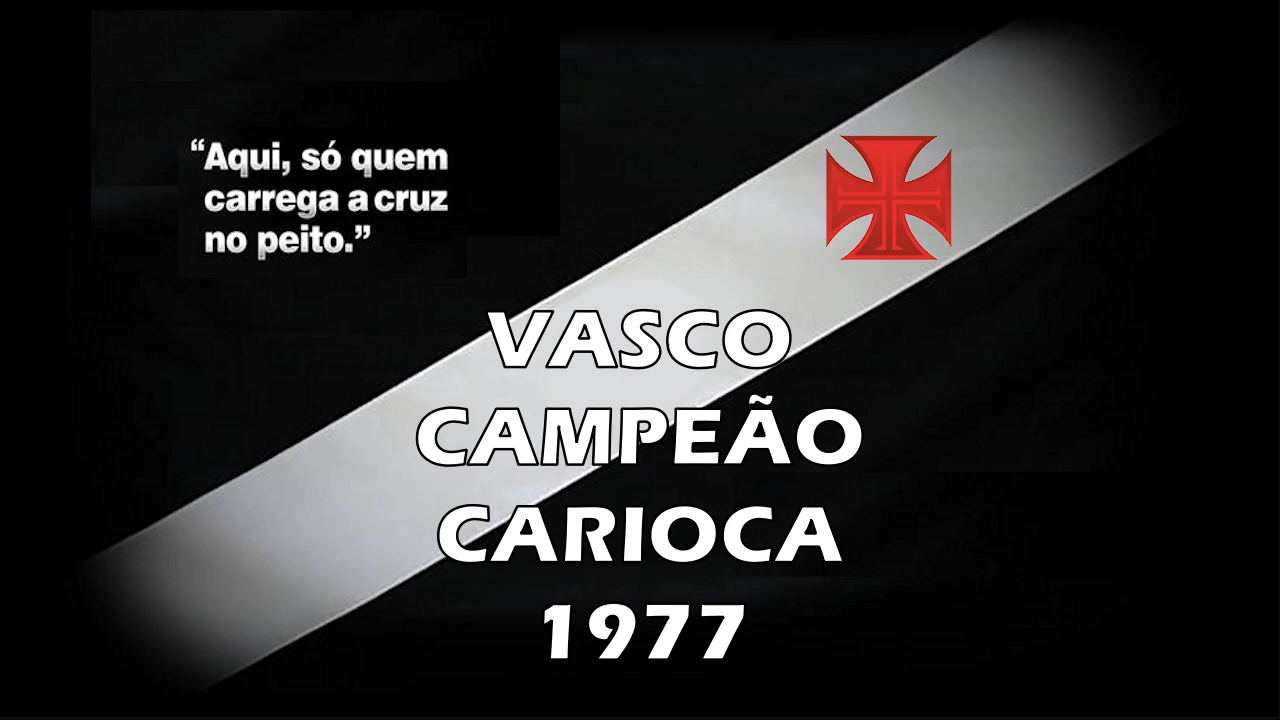 “Aqui, só quem
carrega a cruz
no peito.”
VASCO
CAMPEÃO
CARIOCA
1977